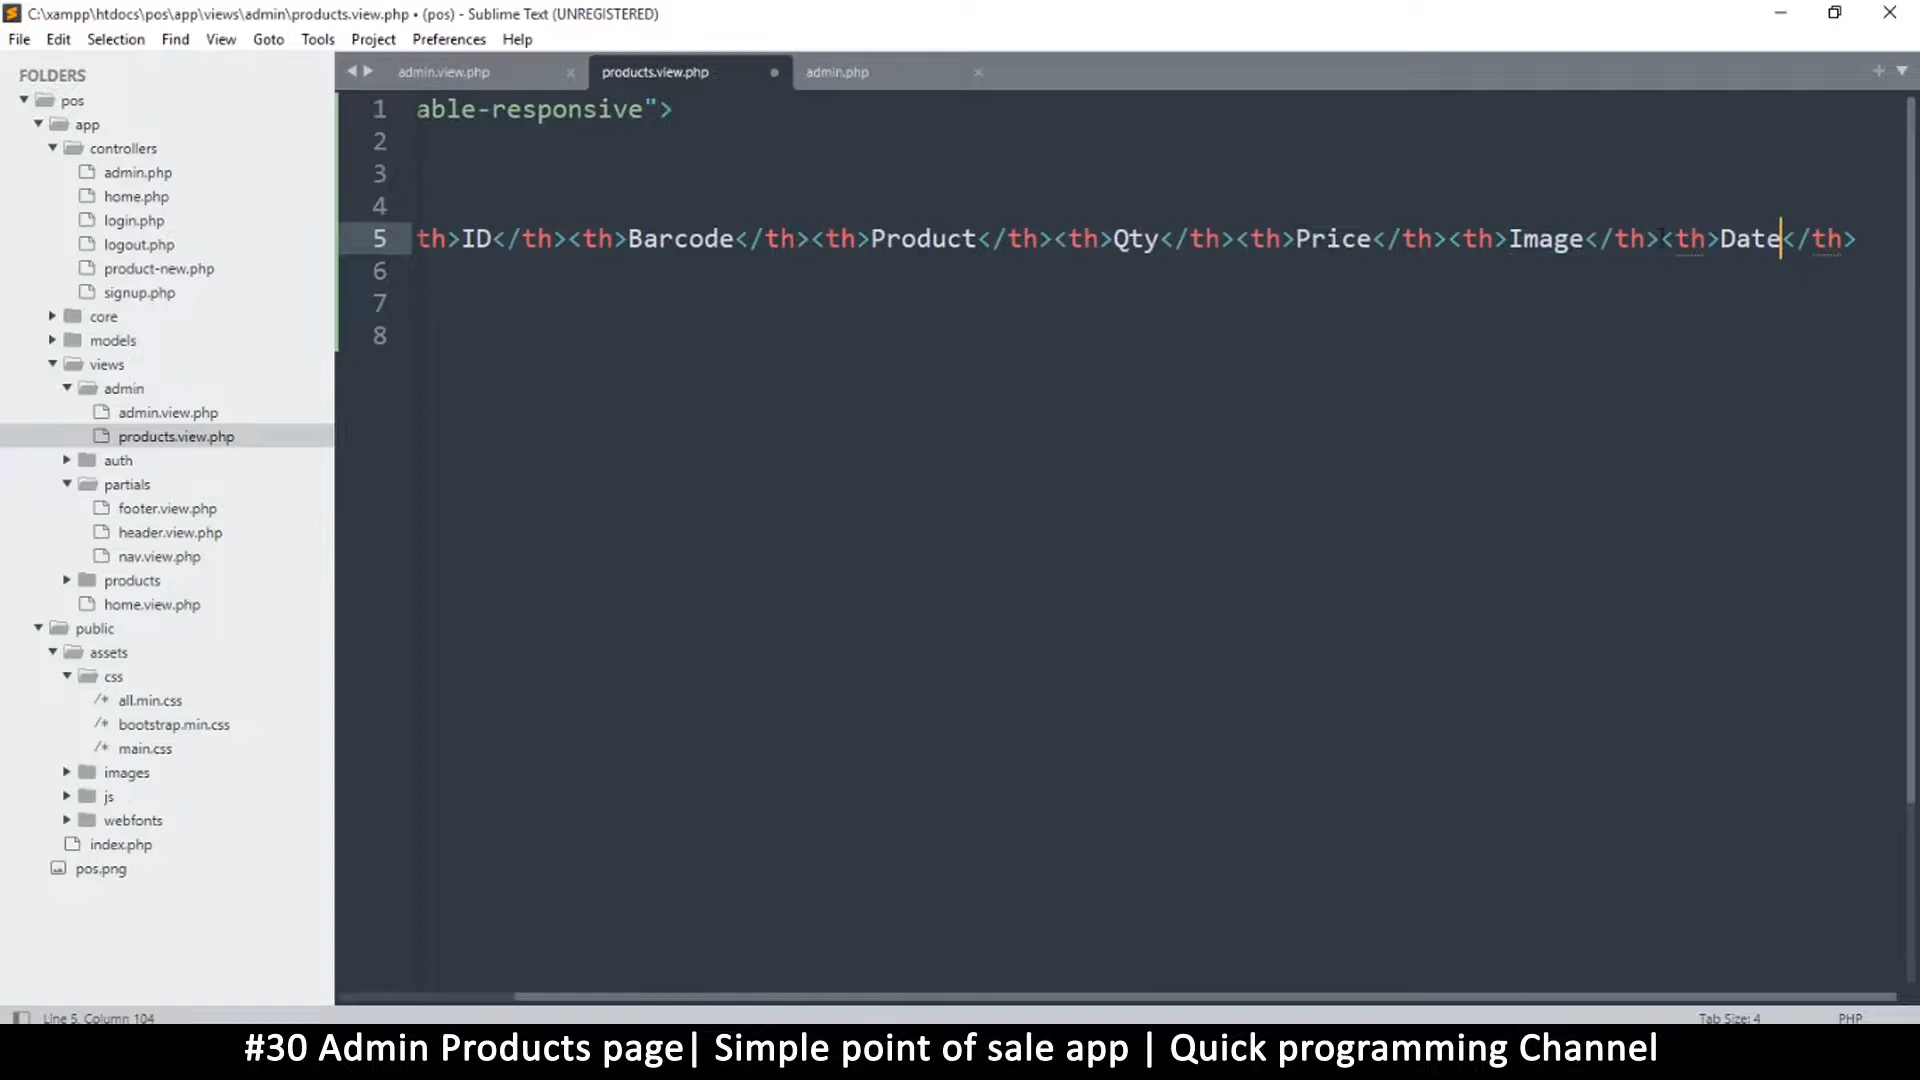 C:\xampp\htdocs\pos\app\views\admin\products.view.php • (pos) - Sublime Text (UNREGISTERED)
File Edit Selection Find View Goto Tools Project Preferences Help
FOLDERS
pos
app
controllers
admin.php
home.php
login.php
logout.php
product-new.php
signup.php
core
models
views
admin
admin.view.php
products.view.php
auth
partials
footer.view.php
header.view.php
nav.view.php
products
home.view.php
public
assets
css
/* all.min.css
/* bootstrap.min.css
/* main.css
images
js
webfonts
index.php
pos.png
admin.view.php products.view.php admin.php
1 able-responsive">
2
3
4
5 th>ID</th><th>Barcode</th><th>Product</th><th>Qty</th><th>Price</th><th>Image</th><th>Date</th>
6
7
8
Line 5, Column 104 Tab Size: 4 PHP
#30 Admin Products page| Simple point of sale app | Quick programming Channel